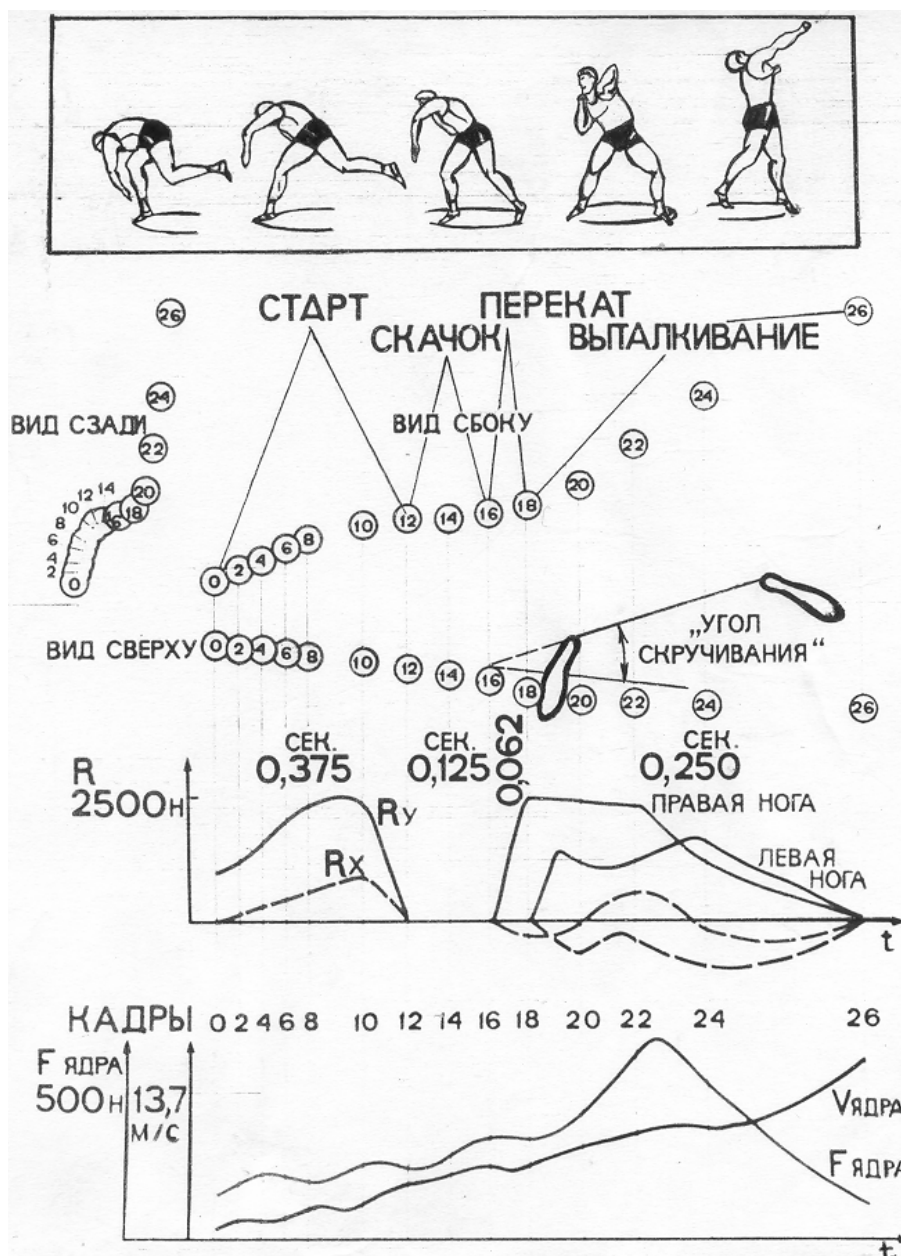 СТАРТ
ПЕРЕКАТ
СКАЧОК
ВЫТАЛКИВАНИЕ
26
26
24
24
ВИД СЗАДИ
ВИД СБОКУ
22
22
20
20
18
18
16
14
12
10
8
6
4
2
0
0 2 4 6 8 10 12 14 16 18
ВИД СВЕРХУ
0 2 4 6 8 10 12 14 16 18 20 22 24 26
„УГОЛ
СКРУЧИВАНИЯ“
СЕК.
0,375
0,125
0,062
СЕК.
0,250
R
2500н
Rу
Rх
ПРАВАЯ НОГА
ЛЕВАЯ
НОГА
t
КАДРЫ 0 2 4 6 8 10 12 14 16 18 20 22 24 26
F ЯДРА
500н
13,7
м/с
VЯДРА
F ЯДРА
t